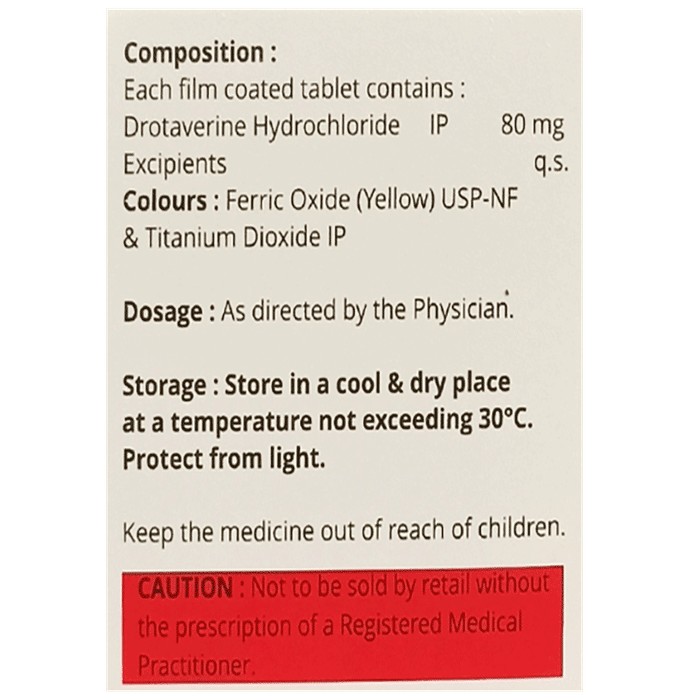 Composition :
Each film coated tablet contains :
Drotaverine Hydrochloride IP 80 mg
Excipients q.s.
Colours : Ferric Oxide (Yellow) USP-NF
& Titanium Dioxide IP
Dosage : As directed by the Physician.
Storage : Store in a cool & dry place
at a temperature not exceeding 30°C.
Protect from light.
Keep the medicine out of reach of children.
CAUTION : Not to be sold by retail without
the prescription of a Registered Medical
Practitioner.